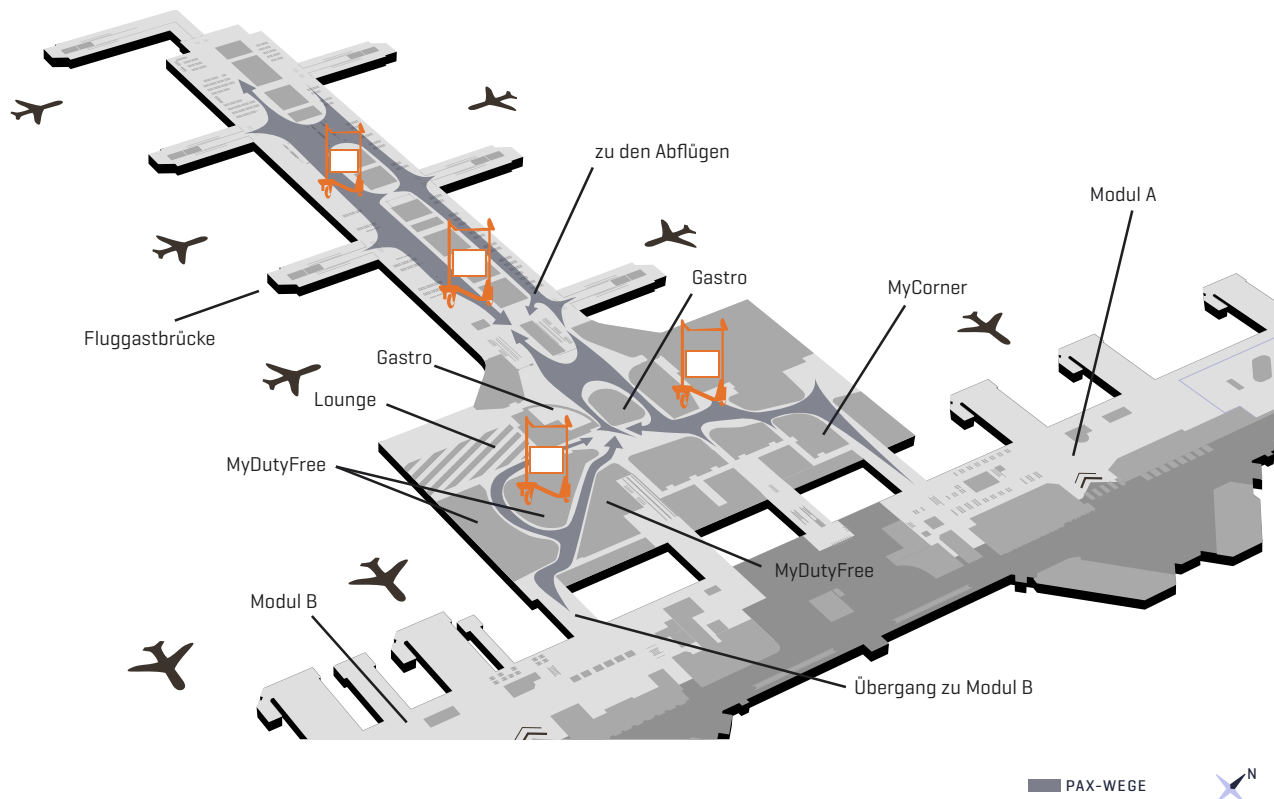 zu den Abflügen
Modul A
Gastro
MyCorner
Fluggastbrücke
Gastro
Lounge
MyDutyFree
MyDutyFree
Modul B
Übergang zu Modul B
PAX-WEGE
N